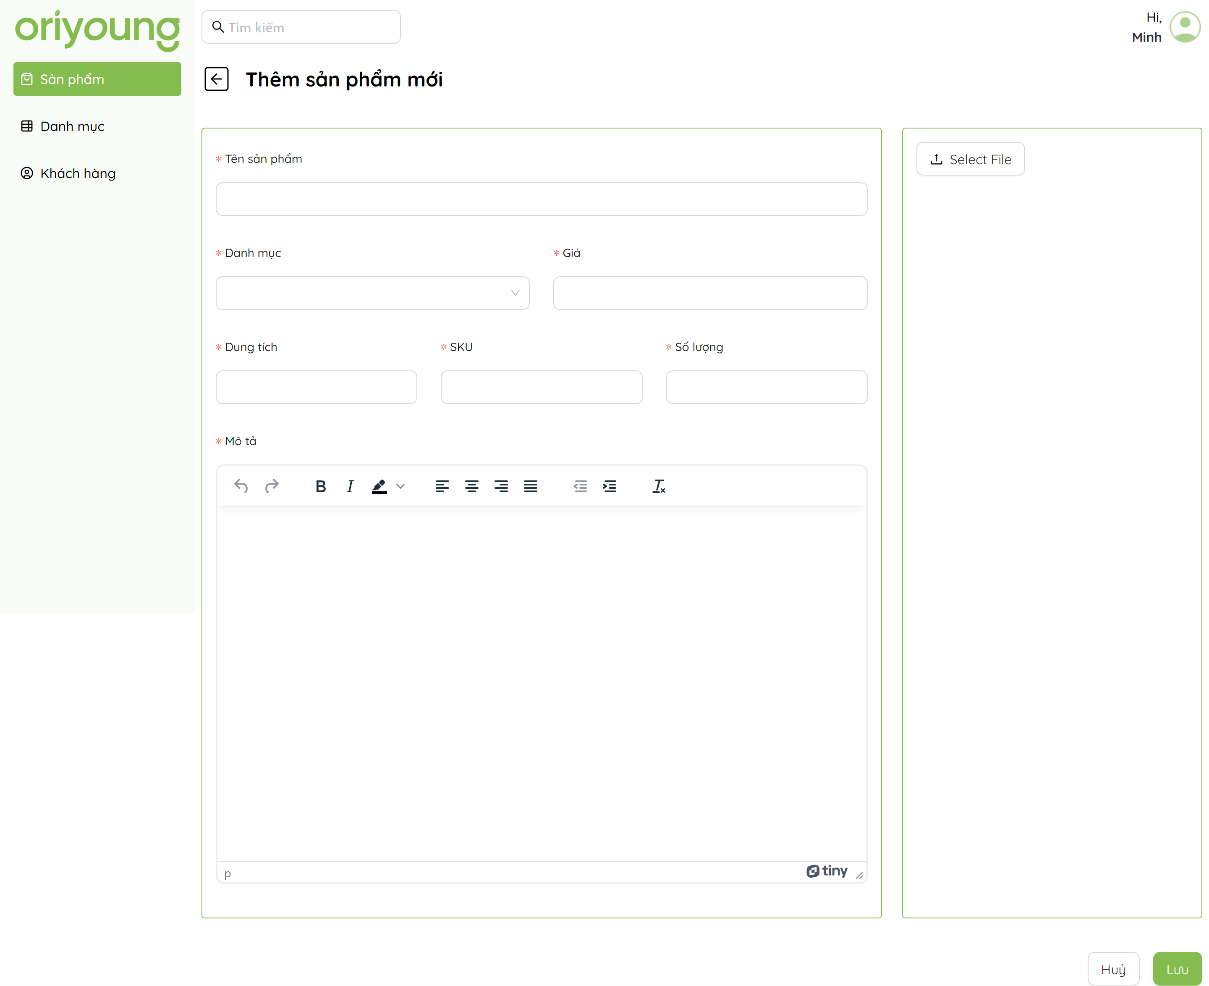 oriyoung
Tìm kiếm
Hi,
Minh
Sản phẩm
Danh mục
Khách hàng
Thêm sản phẩm mới
* Tên sản phẩm
* Danh mục
* Giá
* Dung tích
* SKU
* Số lượng
* Mô tả
B I
p
tiny
Select File
Huỷ
Lưu